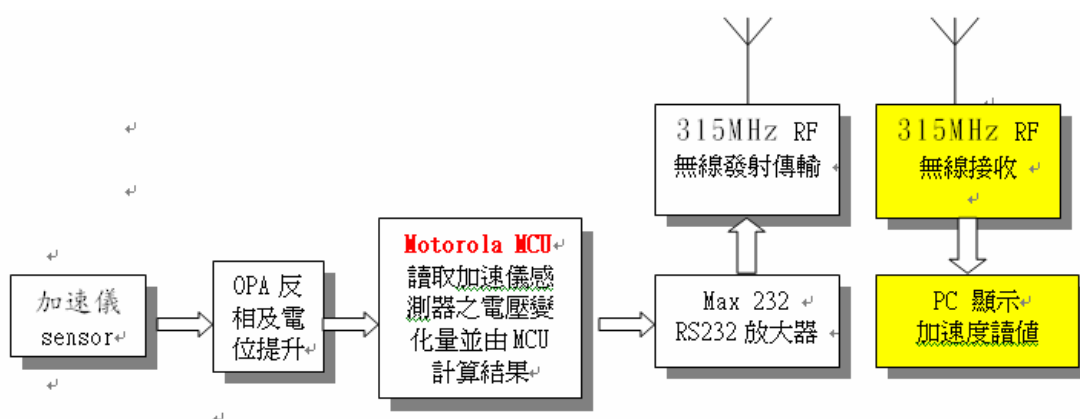 加速儀
sensor
OPA 反
相及電
位提升
Motorola MCU
讀取加速儀感
測器之電壓變
化量並由 MCU
計算結果
Max 232
RS232 放大器
315MHz RF
無線發射傳輸
315MHz RF
無線接收
PC 顯示
加速度讀值